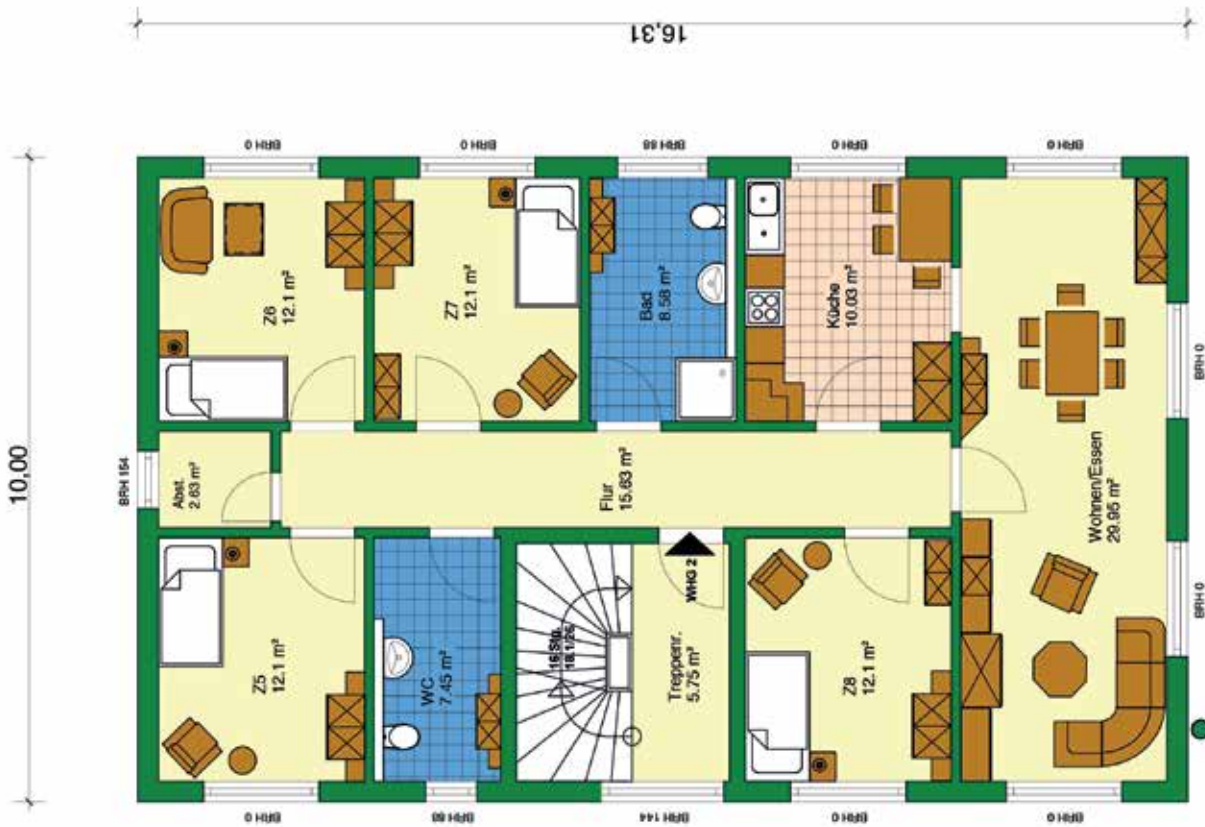 16,31
10,00
BRH 0
BRH 0
BRH 88
BRH 0
BRH 0
Z6
12.1 m²
Z7
12.1 m²
Bad
8.58 m²
Küche
10.03 m²
BRH 0
BRH 154
Abst.
2.63 m²
Flur
15.63 m²
Wohnen/Essen
29.95 m²
Z5
12.1 m²
WC
7.45 m²
16 Stg.
18.1/26
WHG 2
Treppenr.
5.75 m²
Z8
12.1 m²
BRH 0
BRH 0
BRH 88
BRH 144
BRH 0
BRH 0